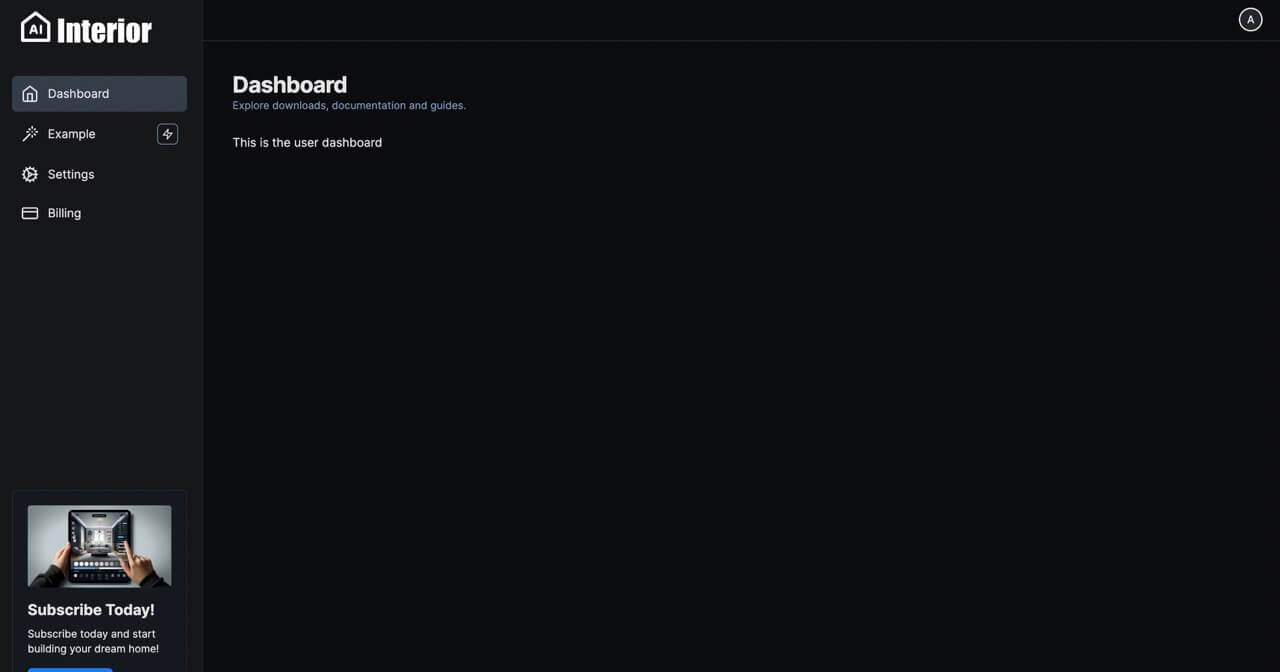 AI Interior
A
Dashboard
Example
Settings
Billing
Dashboard
Explore downloads, documentation and guides.
This is the user dashboard
Subscribe Today!
Subscribe today and start
building your dream home!